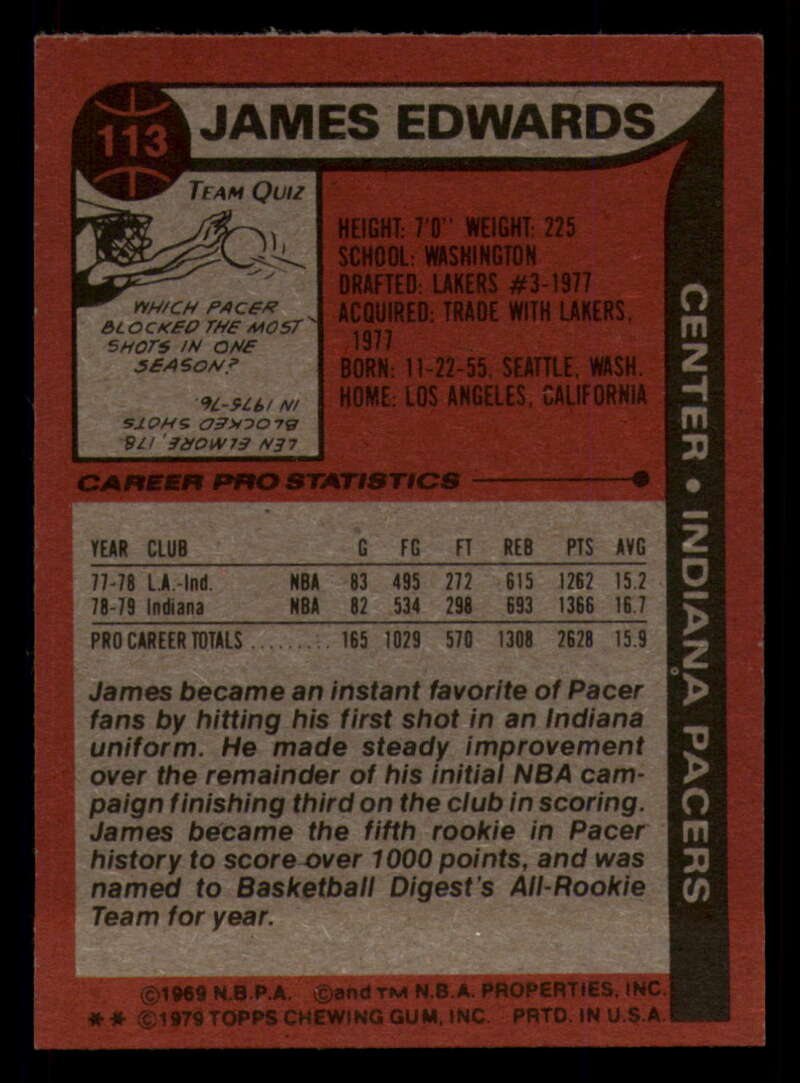 113
JAMES EDWARDS
TEAM QUIZ
WHICH PACER
BLOCKED THE MOST
SHOTS IN ONE
SEASON?
LEN ELMORE, 178
BLOCKED SHOTS
IN 1975-76.
HEIGHT: 7'0" WEIGHT: 225
SCHOOL: WASHINGTON
DRAFTED: LAKERS #3-1977
ACQUIRED: TRADE WITH LAKERS,
1977
BORN: 11-22-55, SEATTLE, WASH.
HOME: LOS ANGELES, CALIFORNIA
CENTER • INDIANA PACERS
CAREER PRO STATISTICS
YEAR CLUB G FG FT REB PTS AVG
77-78 L.A.-Ind. NBA 83 495 272 615 1262 15.2
78-79 Indiana NBA 82 534 298 693 1366 16.7
PRO CAREER TOTALS ........ 165 1029 570 1308 2628 15.9
James became an instant favorite of Pacer
fans by hitting his first shot in an Indiana
uniform. He made steady improvement
over the remainder of his initial NBA cam-
paign finishing third on the club in scoring.
James became the fifth rookie in Pacer
history to score over 1000 points, and was
named to Basketball Digest's All-Rookie
Team for year.
©1969 N.B.P.A. ©and TM N.B.A. PROPERTIES, INC.
** ©1979 TOPPS CHEWING GUM, INC. PRTD. IN U.S.A.